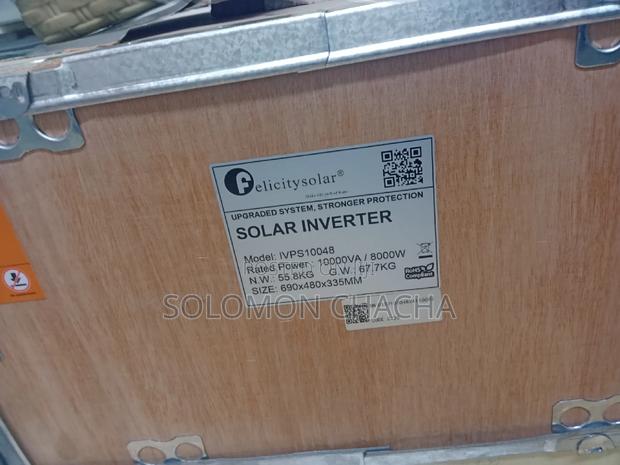 felicitysolar®
UPGRADED SYSTEM, STRONGER PROTECTION
SOLAR INVERTER
Model: IVPS10048
Rated Power : 10000VA / 8000W
N.W: 55.8KG G.W: 67.7KG
SIZE: 690x480x335MM
RoHS
Compliant
SOLOMON CHACHA